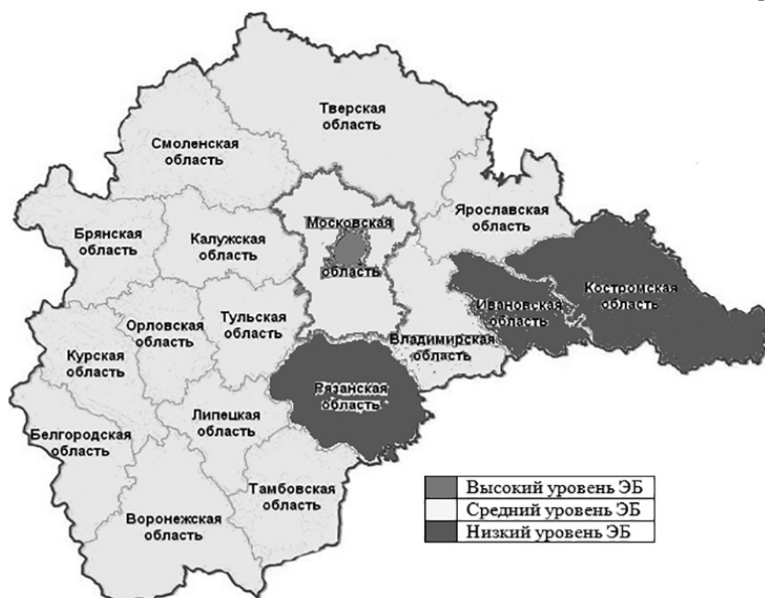 Тверская
область
Смоленская
область
Ярославская
область
Московская
область
Брянская
область
Калужская
область
Костромская
область
Ивановская
область
Орловская
область
Тульская
область
Владимирская
область
Курская
область
Рязанская
область
Липецкая
область
Белгородская
область
Тамбовская
область
Воронежская
область
Высокий уровень ЭБ
Средний уровень ЭБ
Низкий уровень ЭБ